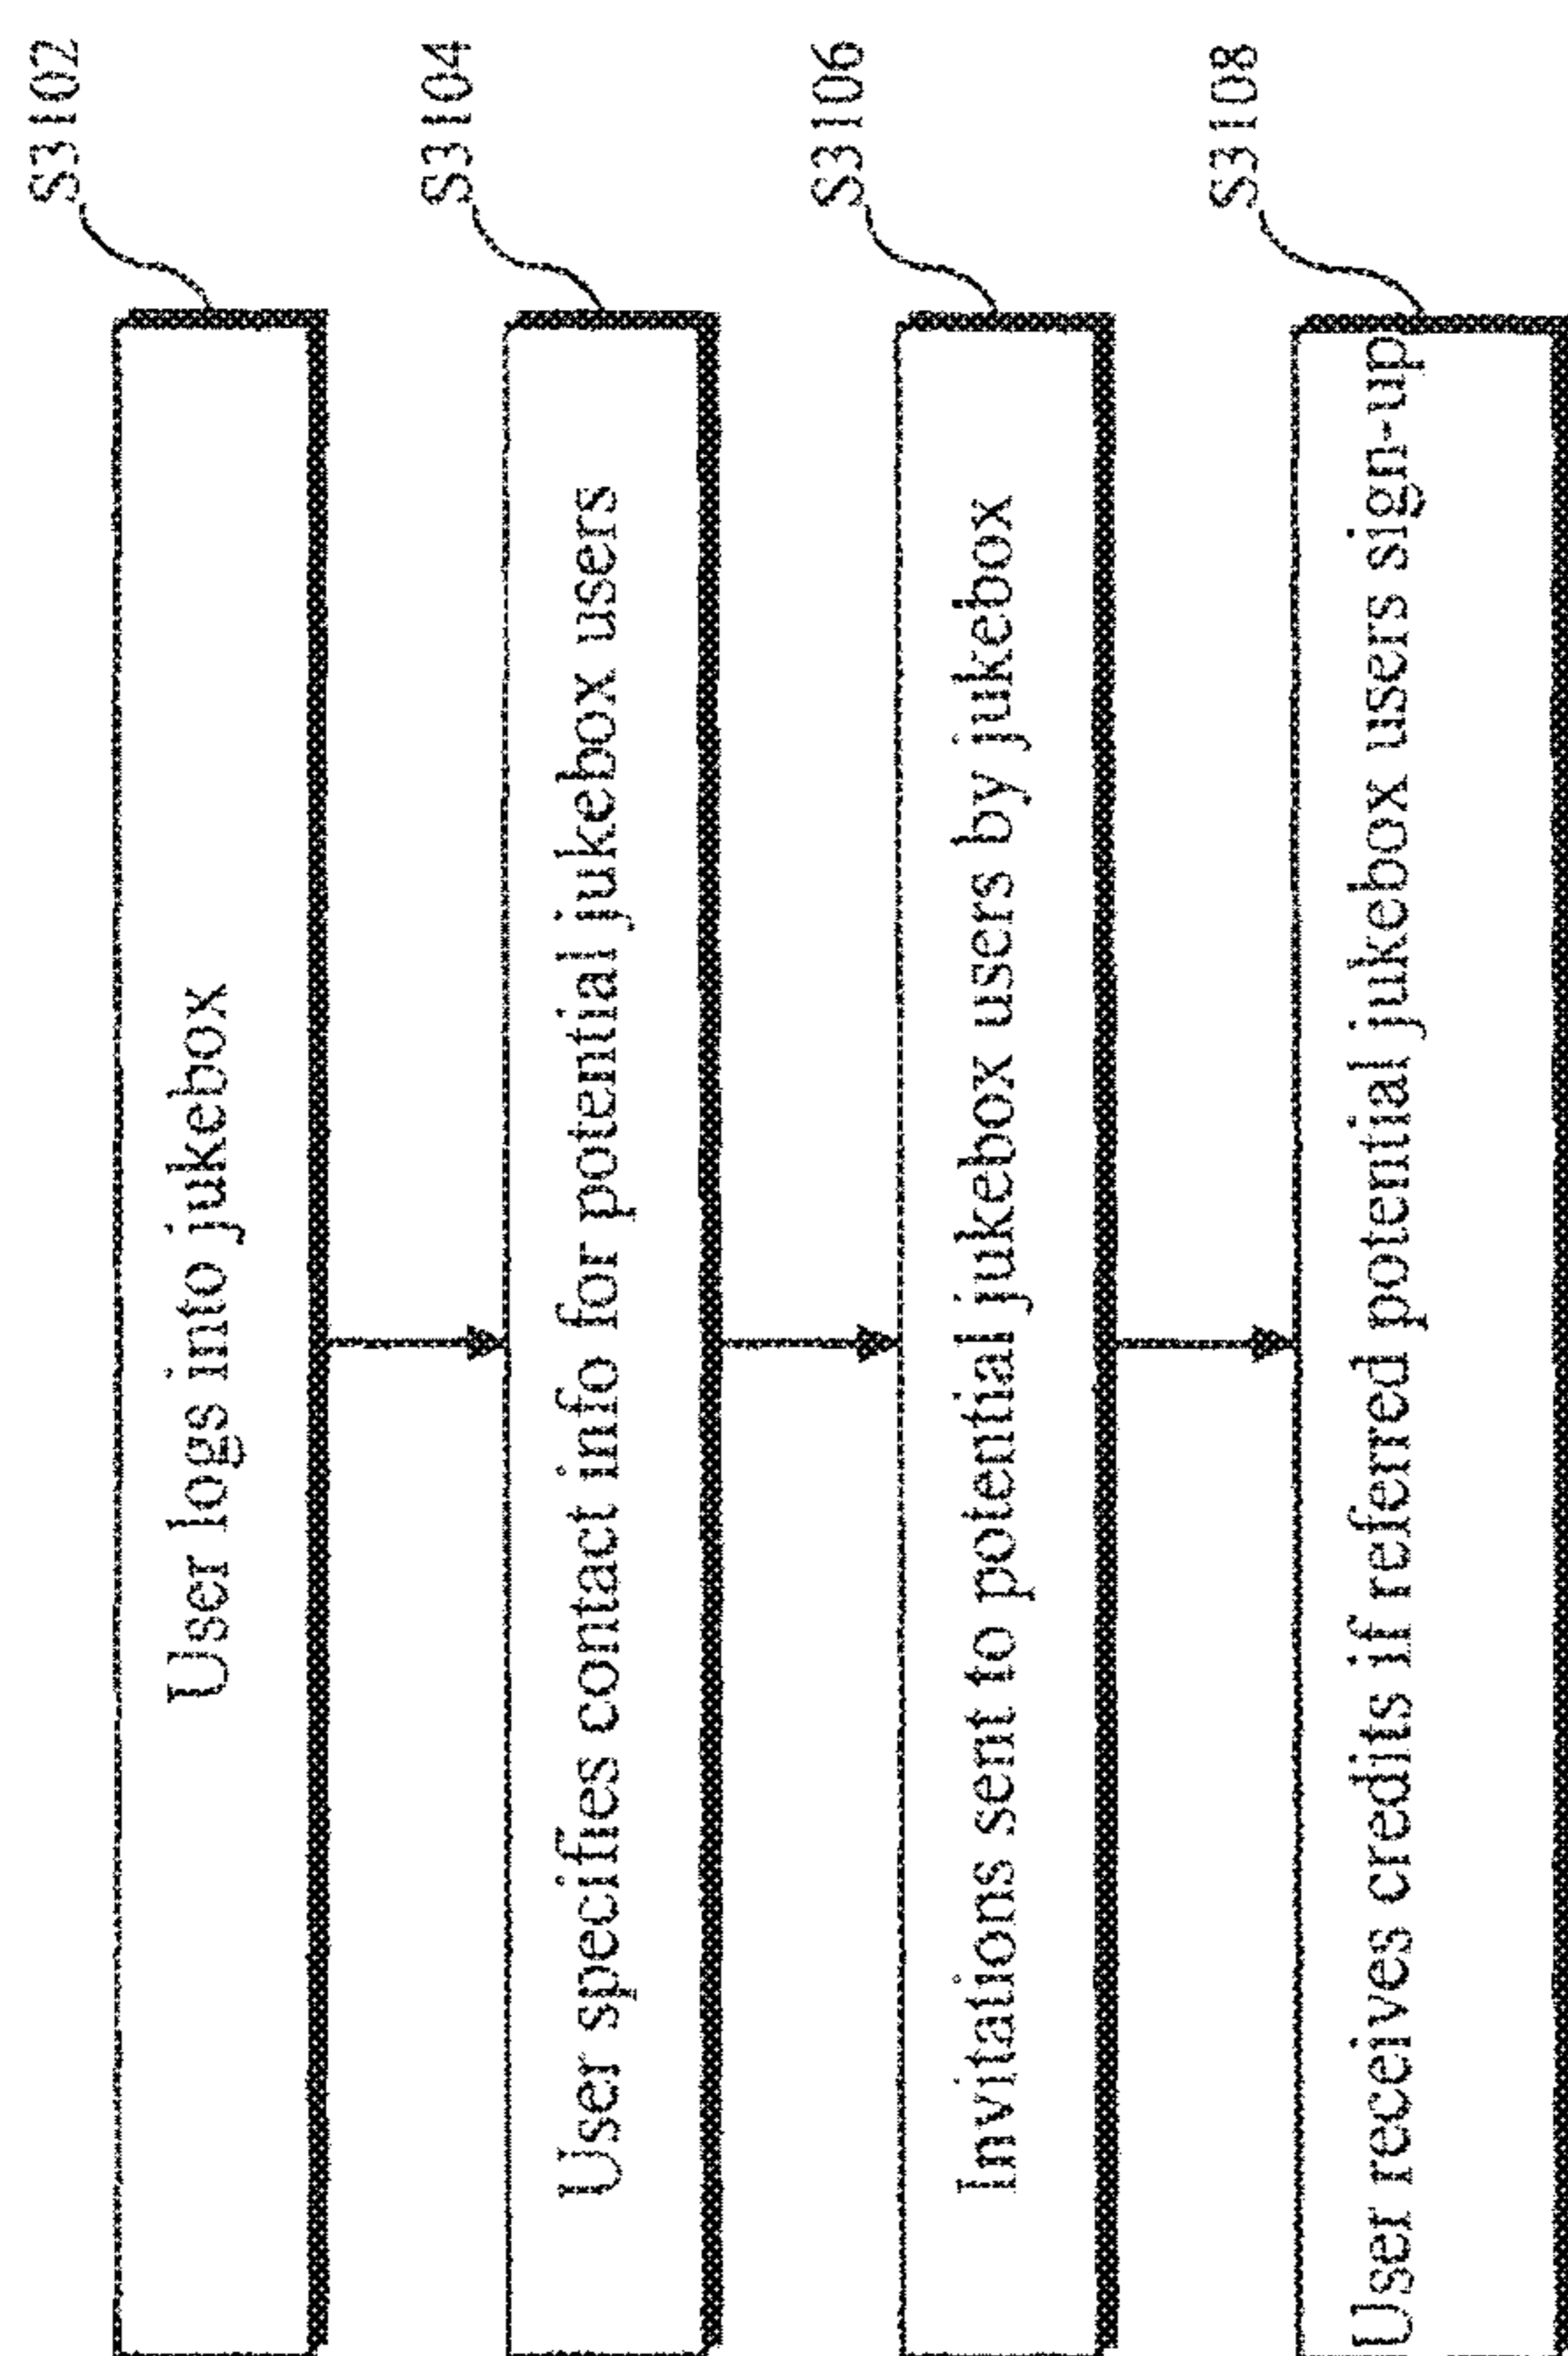 User logs into jukebox
S3102
User specifies contact info for potential jukebox users
S3104
Invitations sent to potential jukebox users by jukebox
S3106
User receives credits if referred potential jukebox users sign-up
S3108